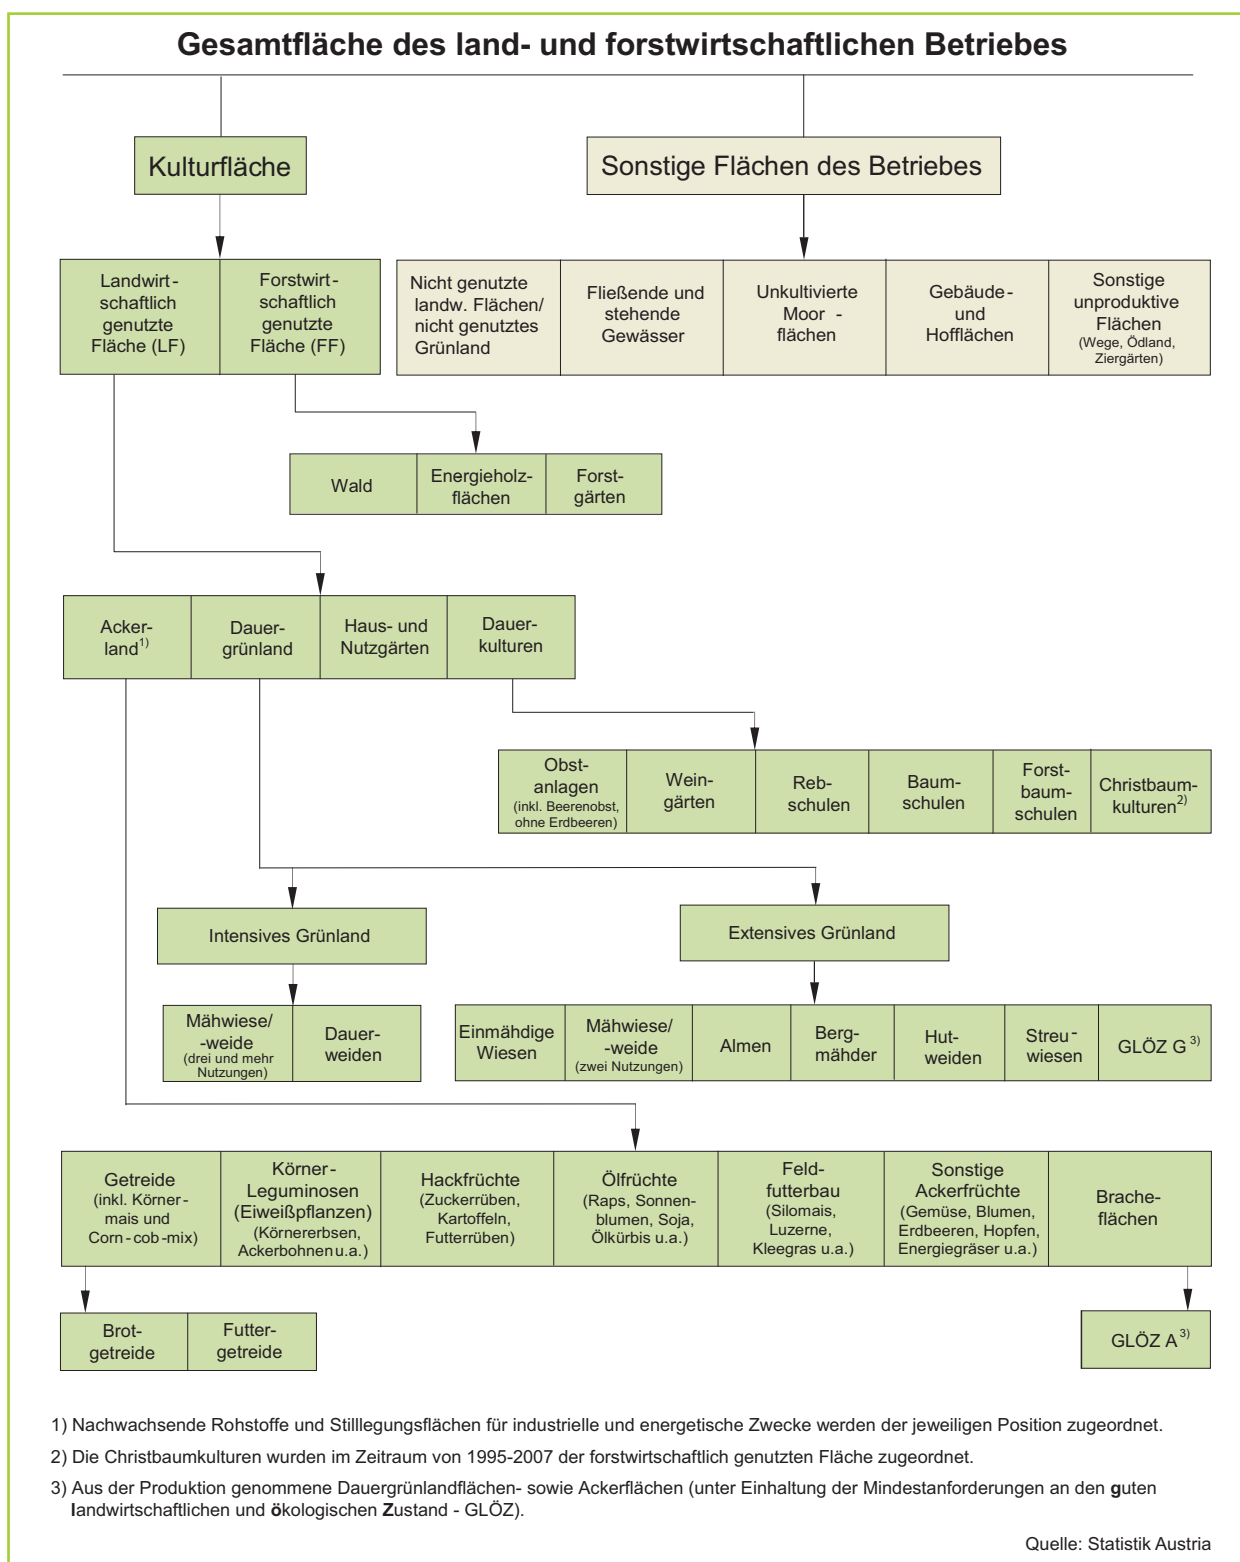 Gesamtfläche des land- und forstwirtschaftlichen Betriebes
Kulturfläche
Sonstige Flächen des Betriebes
Landwirt-
schaftlich
genutzte
Fläche (LF)
Forstwirt-
schaftlich
genutzte
Fläche (FF)
Nicht genutzte
landw. Flächen/
nicht genutztes
Grünland
Fließende und
stehende
Gewässer
Unkultivierte
Moor -
flächen
Gebäude-
und
Hofflächen
Sonstige
unproduktive
Flächen
(Wege, Ödland,
Ziergärten)
Wald
Energieholz-
flächen
Forst-
gärten
Acker-
land1)
Dauer-
grünland
Haus- und
Nutzgärten
Dauer-
kulturen
Obst-
anlagen
(inkl. Beerenobst,
ohne Erdbeeren)
Wein-
gärten
Reb-
schulen
Baum-
schulen
Forst-
baum-
schulen
Christbaum-
kulturen2)
Intensives Grünland
Extensives Grünland
Mähwiese/
-weide
(drei und mehr
Nutzungen)
Dauer-
weiden
Einmähdige
Wiesen
Mähwiese/
-weide
(zwei Nutzungen)
Almen
Berg-
mähder
Hut-
weiden
Streu-
wiesen
GLÖZ G 3)
Getreide
(inkl. Körner-
mais und
Corn-cob-mix)
Körner-
Leguminosen
(Eiweißpflanzen)
(Körnererbsen,
Ackerbohnen u.a.)
Hackfrüchte
(Zuckerrüben,
Kartoffeln,
Futterrüben)
Ölfrüchte
(Raps, Sonnen-
blumen, Soja,
Ölkürbis u.a.)
Feld-
futterbau
(Silomais,
Luzerne,
Kleegras u.a.)
Sonstige
Ackerfrüchte
(Gemüse, Blumen,
Erdbeeren, Hopfen,
Energiegräser u.a.)
Brache-
flächen
Brot-
getreide
Futter-
getreide
GLÖZ A 3)
1) Nachwachsende Rohstoffe und Stilllegungsflächen für industrielle und energetische Zwecke werden der jeweiligen Position zugeordnet.
2) Die Christbaumkulturen wurden im Zeitraum von 1995-2007 der forstwirtschaftlich genutzten Fläche zugeordnet.
3) Aus der Produktion genommene Dauergrünlandflächen- sowie Ackerflächen (unter Einhaltung der Mindestanforderungen an den guten
landwirtschaftlichen und ökologischen Zustand - GLÖZ).
Quelle: Statistik Austria